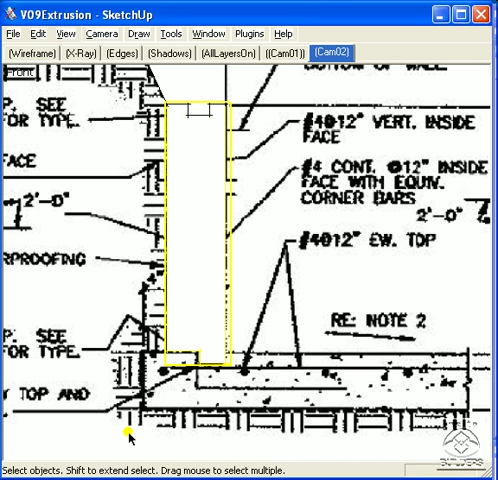 V09Extrusion - SketchUp
File Edit View Camera Draw Tools Window Plugins Help
(Wireframe) (X-Ray) (Edges) (Shadows) (AllLayersOn) ((Cam01)) (Cam02)
Front
BOTTOM OF WALL
P. SEE
FOR TYPE.
#4@12" VERT. INSIDE
FACE
FACE
#4 CONT. @12" INSIDE
FACE WITH EQUIV.
CORNER BARS
2'-0"
2'-0"
#4@12" EW. TOP
RPROOFING
4"
RE: NOTE 2
P. SEE
FOR TYPE.
Y TOP AND
BUILDERS
Select objects. Shift to extend select. Drag mouse to select multiple.